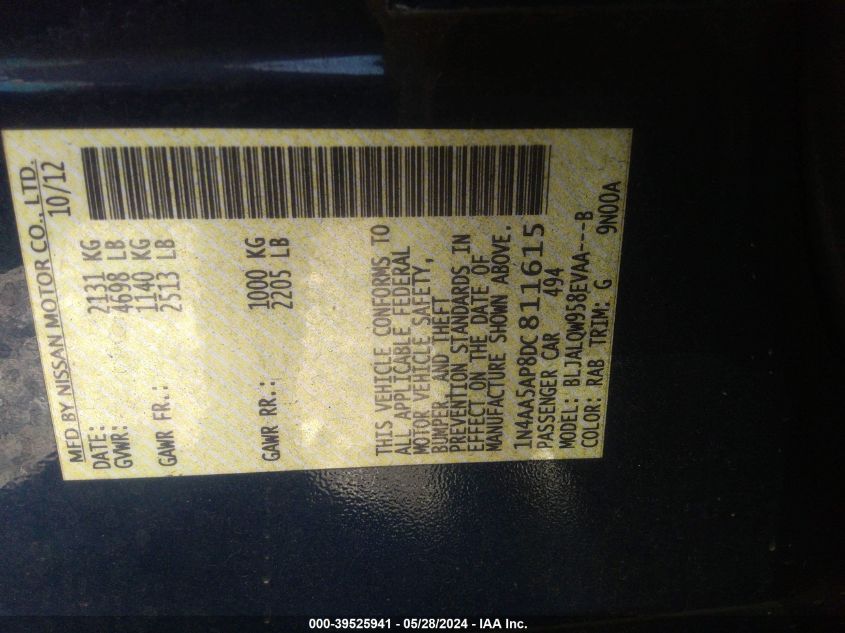 MFD BY NISSAN MOTOR CO., LTD.
DATE: 10/12
GVWR: 2131 KG
4698 LB
GAWR FR.: 1140 KG
2513 LB
GAWR RR.: 1000 KG
2205 LB
THIS VEHICLE CONFORMS TO
ALL APPLICABLE FEDERAL
MOTOR VEHICLE SAFETY,
BUMPER, AND THEFT
PREVENTION STANDARDS IN
EFFECT ON THE DATE OF
MANUFACTURE SHOWN ABOVE.
1N4AA5AP8DC811615
PASSENGER CAR 494
MODEL: BLJALQW958EVAA---B
COLOR: RAB TRIM: G 9N00A
000-39525941 - 05/28/2024 - IAA Inc.